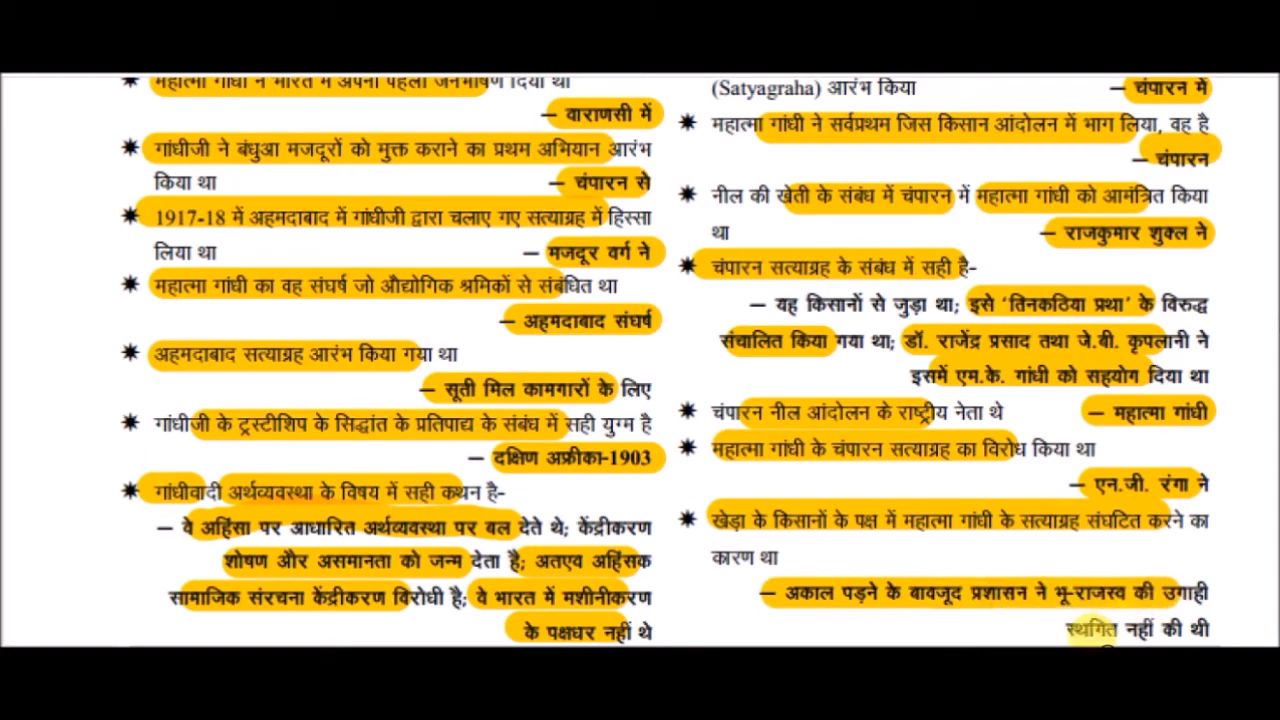 महात्मा गांधी ने भारत में अपना पहला जनभाषण दिया था
— वाराणसी में
✷ गांधीजी ने बंधुआ मजदूरों को मुक्त कराने का प्रथम अभियान आरंभ
किया था — चंपारन से
✷ 1917-18 में अहमदाबाद में गांधीजी द्वारा चलाए गए सत्याग्रह में हिस्सा
लिया था — मजदूर वर्ग ने
✷ महात्मा गांधी का वह संघर्ष जो औद्योगिक श्रमिकों से संबंधित था
— अहमदाबाद संघर्ष
✷ अहमदाबाद सत्याग्रह आरंभ किया गया था
— सूती मिल कामगारों के लिए
✷ गांधीजी के ट्रस्टीशिप के सिद्धांत के प्रतिपाद्य के संबंध में सही युग्म है
— दक्षिण अफ्रीका-1903
✷ गांधीवादी अर्थव्यवस्था के विषय में सही कथन है-
— वे अहिंसा पर आधारित अर्थव्यवस्था पर बल देते थे; केंद्रीकरण
शोषण और असमानता को जन्म देता है; अतएव अहिंसक
सामाजिक संरचना केंद्रीकरण विरोधी है; वे भारत में मशीनीकरण
के पक्षधर नहीं थे
(Satyagraha) आरंभ किया — चंपारन में
✷ महात्मा गांधी ने सर्वप्रथम जिस किसान आंदोलन में भाग लिया, वह है
— चंपारन
✷ नील की खेती के संबंध में चंपारन में महात्मा गांधी को आमंत्रित किया
था — राजकुमार शुक्ल ने
✷ चंपारन सत्याग्रह के संबंध में सही है-
— यह किसानों से जुड़ा था; इसे ‘तिनकठिया प्रथा’ के विरुद्ध
संचालित किया गया था; डॉ. राजेंद्र प्रसाद तथा जे.बी. कृपलानी ने
इसमें एम.के. गांधी को सहयोग दिया था
✷ चंपारन नील आंदोलन के राष्ट्रीय नेता थे — महात्मा गांधी
✷ महात्मा गांधी के चंपारन सत्याग्रह का विरोध किया था
— एन.जी. रंगा ने
✷ खेड़ा के किसानों के पक्ष में महात्मा गांधी के सत्याग्रह संघटित करने का
कारण था
— अकाल पड़ने के बावजूद प्रशासन ने भू-राजस्व की उगाही
स्थगित नहीं की थी